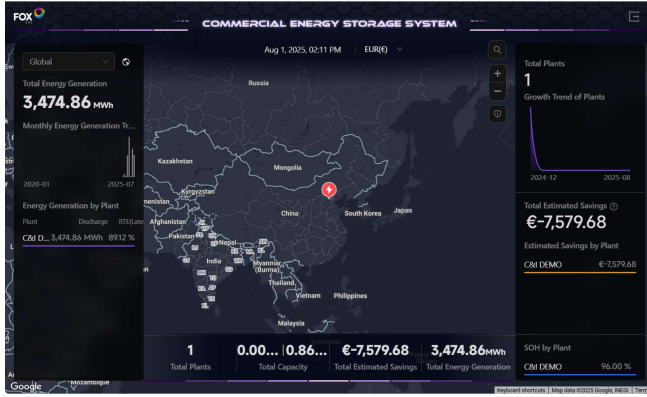 FOX
COMMERCIAL ENERGY STORAGE SYSTEM
Aug 1, 2025, 02:11 PM
EUR(€)
Global
Total Energy Generation
3,474.86 MWh
Monthly Energy Generation Tr...
2020-01
2025-07
Energy Generation by Plant
Plant
Discharge
RTE(Late
C&I D...
3,474.86 MWh
89.12 %
Russia
Kazakhstan
Mongolia
Kyrgyzstan
menistan
China
South Korea
Japan
Afghanistan
Pakistan
Nepal
India
Myanmar
(Burma)
Thailand
Vietnam
Philippines
Malaysia
Total Plants
1
Growth Trend of Plants
2024-12
2025-08
Total Estimated Savings
€-7,579.68
Estimated Savings by Plant
C&I DEMO
€-7,579.68
SOH by Plant
C&I DEMO
96.00 %
1
Total Plants
0.00... |0.86...
Total Capacity
€-7,579.68
Total Estimated Savings
3,474.86MWh
Total Energy Generation
Google
Mozambique
Keyboard shortcuts
Map data ©2025 Google, INEGI
Term